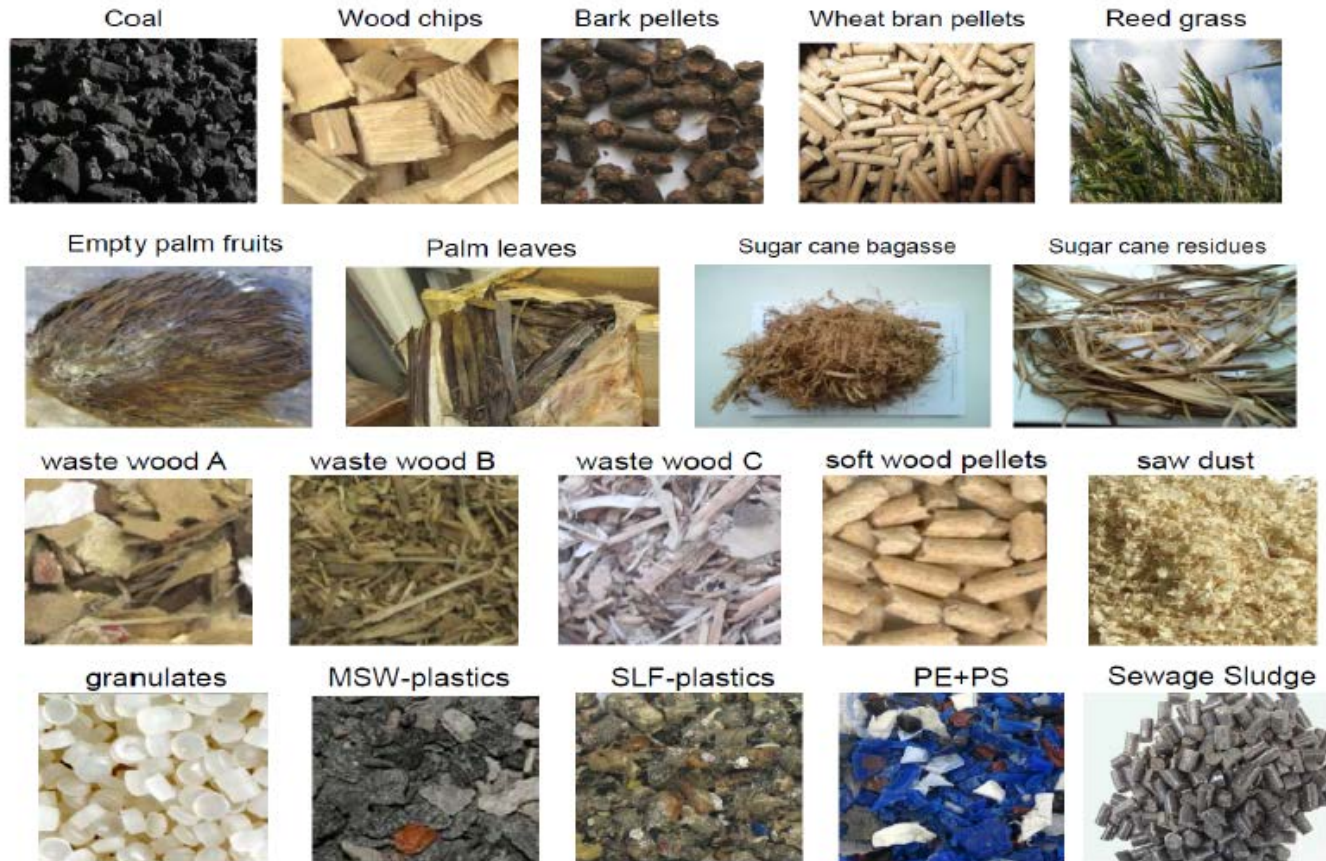 Coal
Wood chips
Bark pellets
Wheat bran pellets
Reed grass
Empty palm fruits
Palm leaves
Sugar cane bagasse
Sugar cane residues
waste wood A
waste wood B
waste wood C
soft wood pellets
saw dust
granulates
MSW-plastics
SLF-plastics
PE+PS
Sewage Sludge